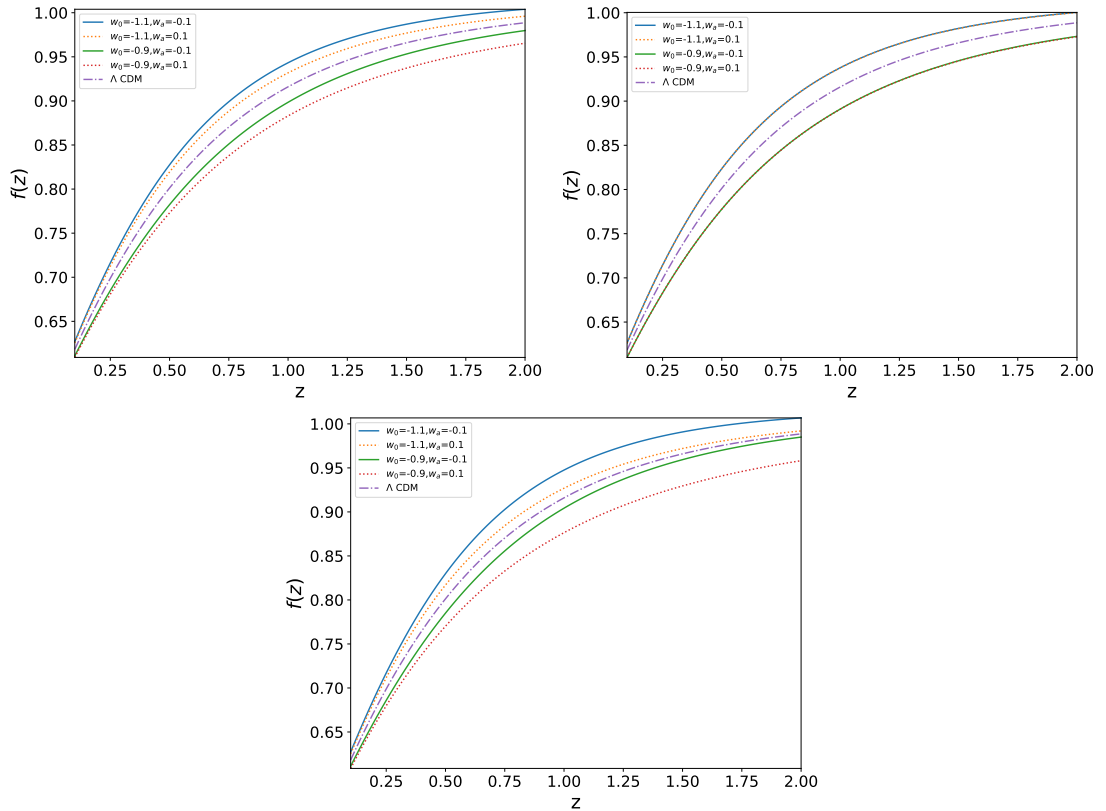 1.00
0.95
0.90
0.85
0.80
0.75
0.70
0.65
f(z)
w₀=-1.1,wₐ=-0.1
w₀=-1.1,wₐ=0.1
w₀=-0.9,wₐ=-0.1
w₀=-0.9,wₐ=0.1
Λ CDM
0.25 0.50 0.75 1.00 1.25 1.50 1.75 2.00
z
1.00
0.95
0.90
0.85
0.80
0.75
0.70
0.65
f(z)
w₀=-1.1,wₐ=-0.1
w₀=-1.1,wₐ=0.1
w₀=-0.9,wₐ=-0.1
w₀=-0.9,wₐ=0.1
Λ CDM
0.25 0.50 0.75 1.00 1.25 1.50 1.75 2.00
z
1.00
0.95
0.90
0.85
0.80
0.75
0.70
0.65
f(z)
w₀=-1.1,wₐ=-0.1
w₀=-1.1,wₐ=0.1
w₀=-0.9,wₐ=-0.1
w₀=-0.9,wₐ=0.1
Λ CDM
0.25 0.50 0.75 1.00 1.25 1.50 1.75 2.00
z